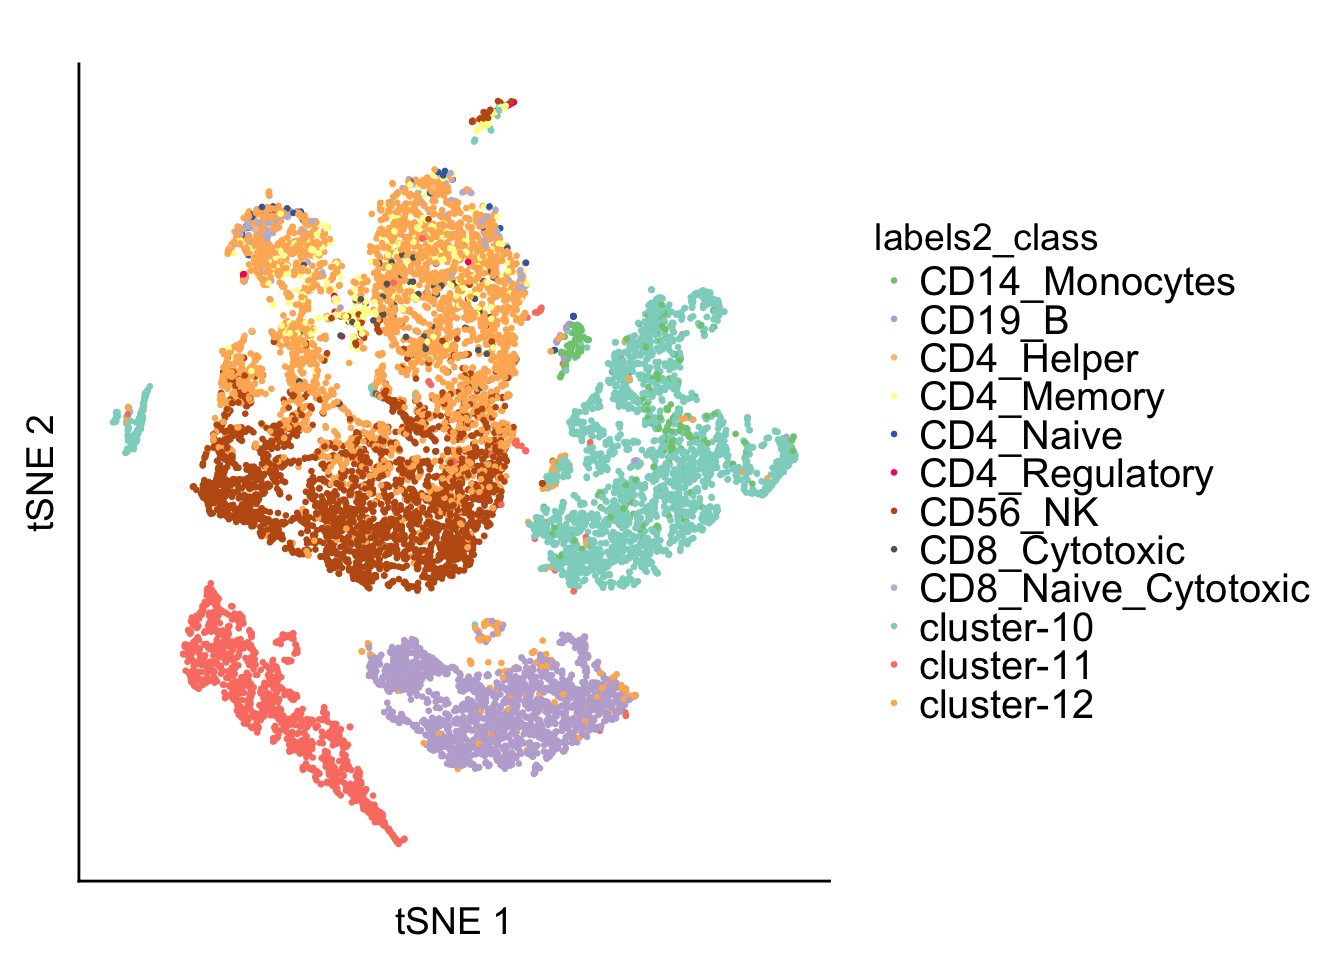 labels2_class
CD14_Monocytes
CD19_B
CD4_Helper
CD4_Memory
CD4_Naive
CD4_Regulatory
CD56_NK
CD8_Cytotoxic
CD8_Naive_Cytotoxic
cluster-10
cluster-11
cluster-12
tSNE 2
tSNE 1